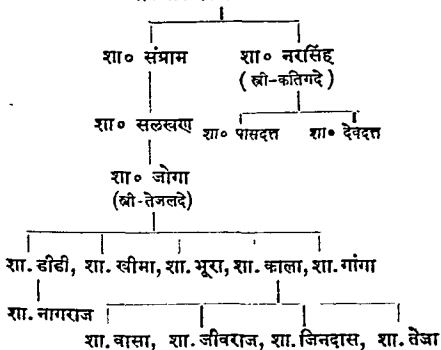 शा० संग्राम शा० नरसिंह
(स्त्री-कतिगदे)
शा० सलखण शा० पासदत्त शा० देवदत्त
शा० जोगा
(स्त्री-तेजलदे)
शा. डीडी, शा. खीमा, शा. भूरा, शा. काला, शा. गांगा
शा. नागराज
शा. वासा, शा. जीवराज, शा. जिनदास, शा. तेजा